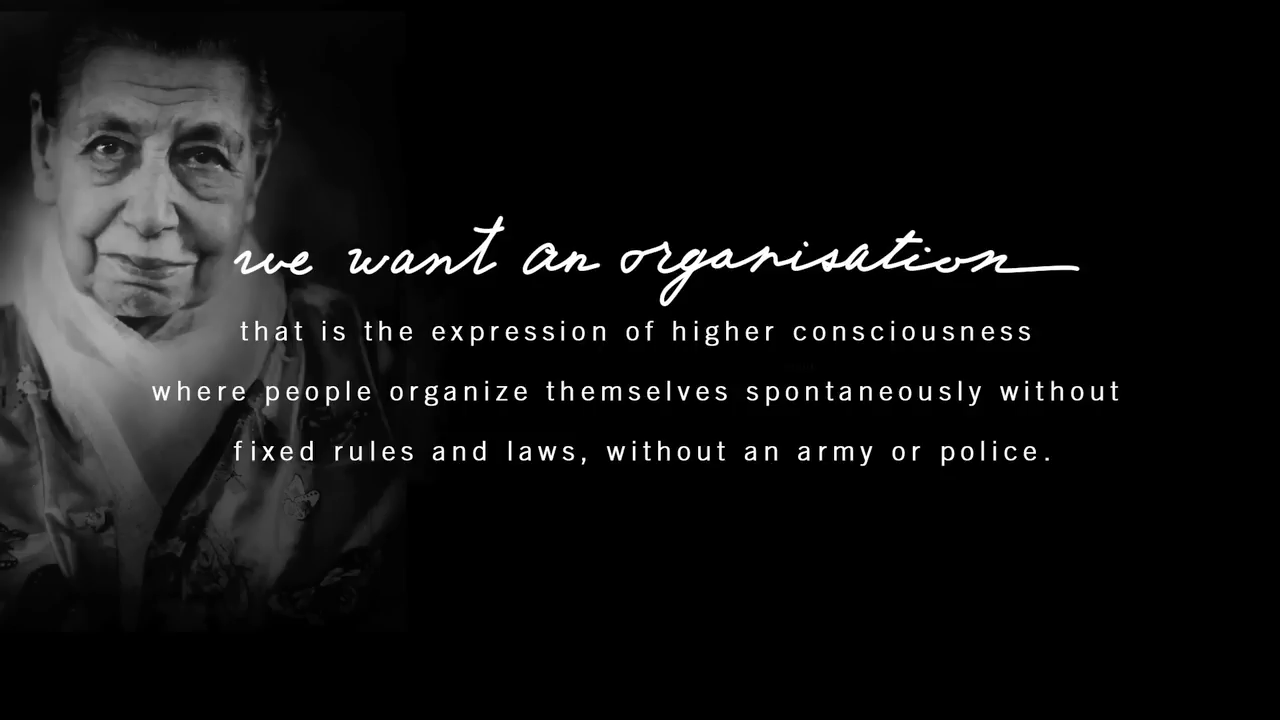 we want an organisation
that is the expression of higher consciousness
where people organize themselves spontaneously without
fixed rules and laws, without an army or police.